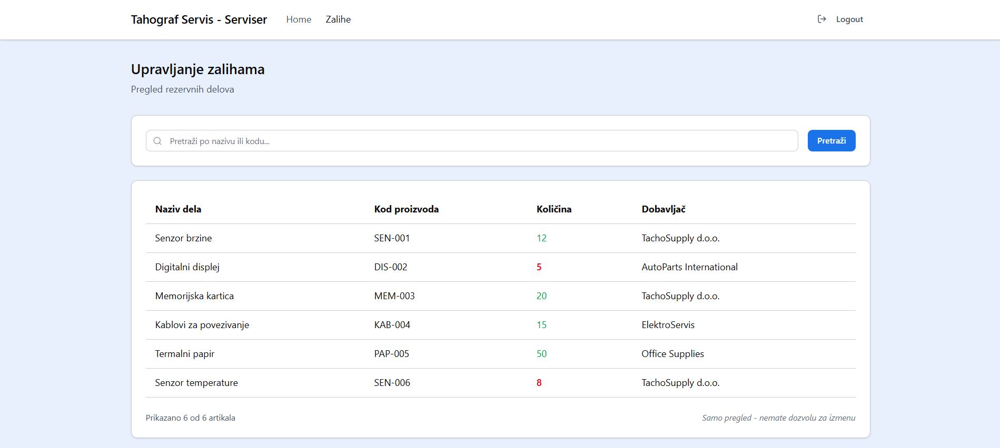 Tahograf Servis - Serviser Home Zalihe Logout
Upravljanje zalihama
Pregled rezervnih delova
Pretraži po nazivu ili kodu... Pretraži
Naziv dela Kod proizvoda Količina Dobavljač
Senzor brzine SEN-001 12 TachoSupply d.o.o.
Digitalni displej DIS-002 5 AutoParts International
Memorijska kartica MEM-003 20 TachoSupply d.o.o.
Kablovi za povezivanje KAB-004 15 ElektroServis
Termalni papir PAP-005 50 Office Supplies
Senzor temperature SEN-006 8 TachoSupply d.o.o.
Prikazano 6 od 6 artikala Samo pregled - nemate dozvolu za izmenu